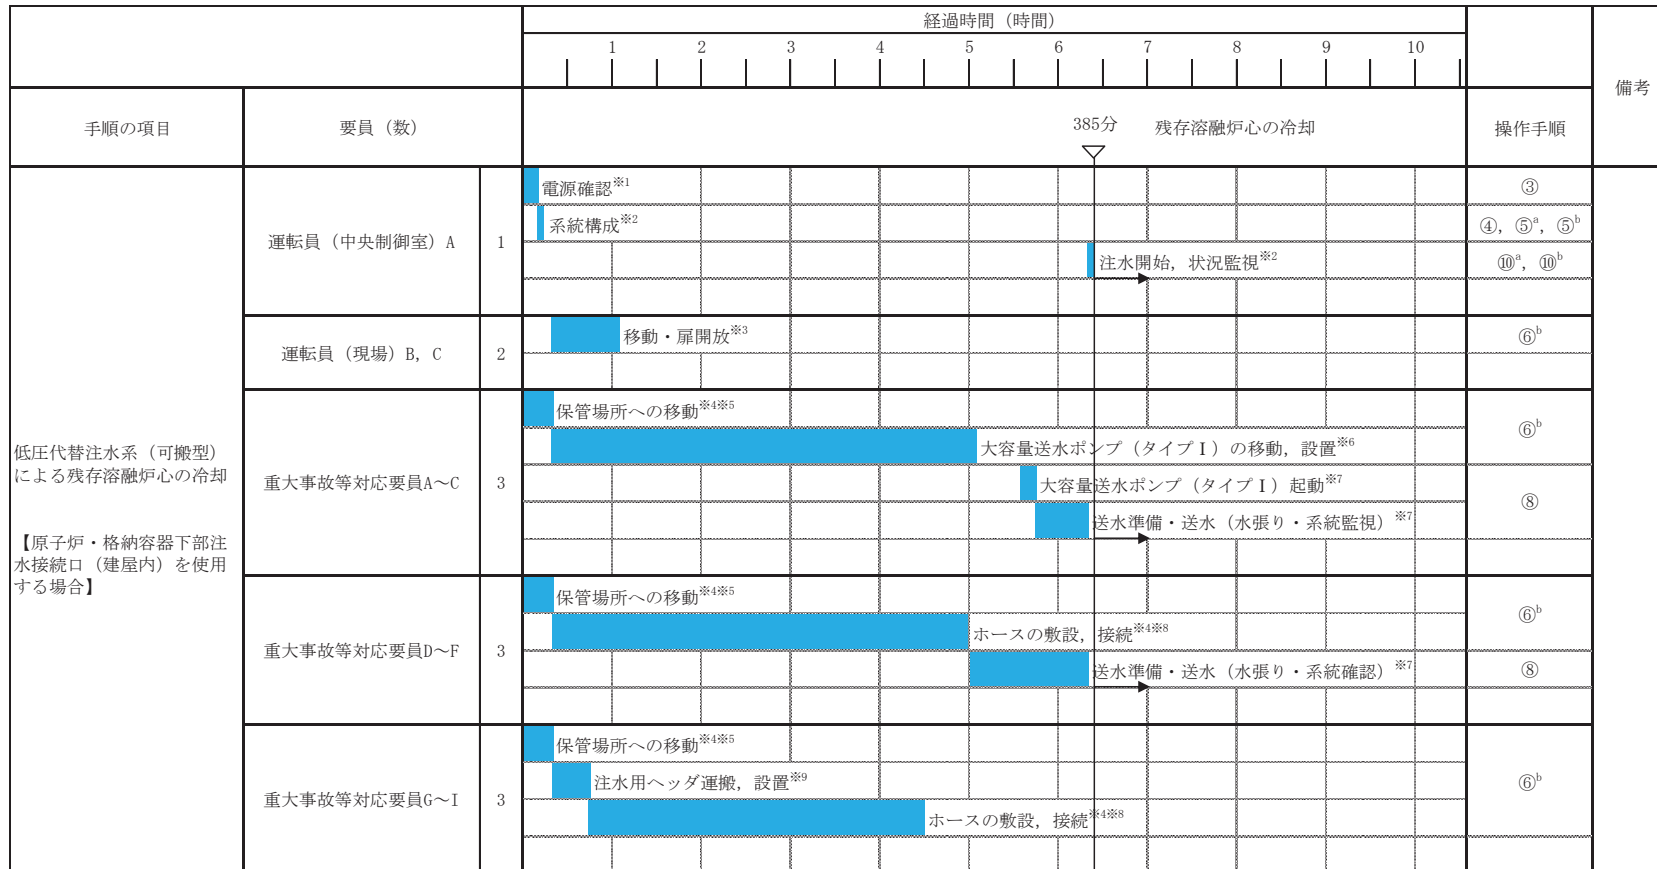 経過時間（時間）
1 2 3 4 5 6 7 8 9 10
備考
手順の項目 要員（数） 385分 残存溶融炉心の冷却 操作手順
低圧代替注水系（可搬型）
による残存溶融炉心の冷却
【原子炉・格納容器下部注
水接続口（建屋内）を使用
する場合】
運転員（中央制御室）A 1
電源確認※1 ③
系統構成※2 ④，⑤a，⑤b
注水開始，状況監視※2 ⑩a，⑩b
運転員（現場）B，C 2
移動・扉開放※3 ⑥b
重大事故等対応要員A～C 3
保管場所への移動※4※5
⑥b
大容量送水ポンプ（タイプⅠ）の移動，設置※6
大容量送水ポンプ（タイプⅠ）起動※7
⑧
送水準備・送水（水張り・系統監視）※7
重大事故等対応要員D～F 3
保管場所への移動※4※5
⑥b
ホースの敷設，接続※4※8
送水準備・送水（水張り・系統確認）※7 ⑧
重大事故等対応要員G～I 3
保管場所への移動※4※5
注水用ヘッダ運搬，設置※9 ⑥b
ホースの敷設，接続※4※8